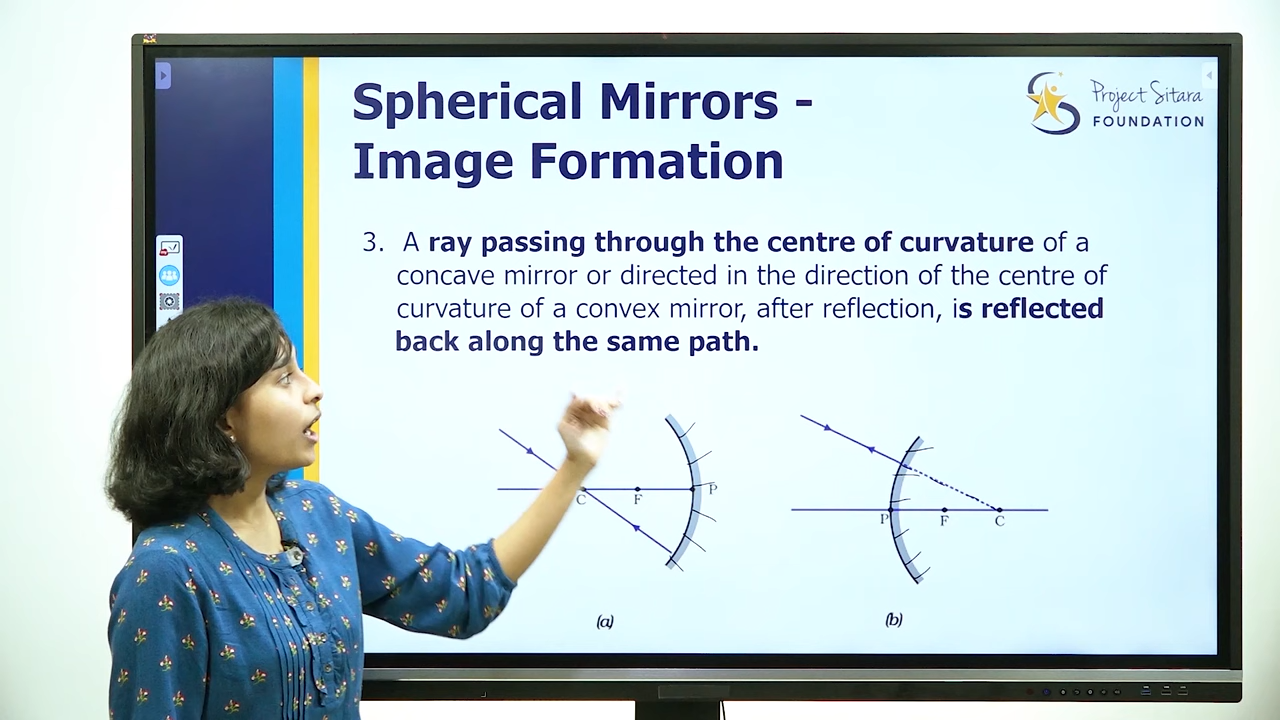 Spherical Mirrors -
Image Formation
Project Sitara
FOUNDATION
3. A ray passing through the centre of curvature of a
concave mirror or directed in the direction of the centre of
curvature of a convex mirror, after reflection, is reflected
back along the same path.
C F P
P F C
(a) (b)